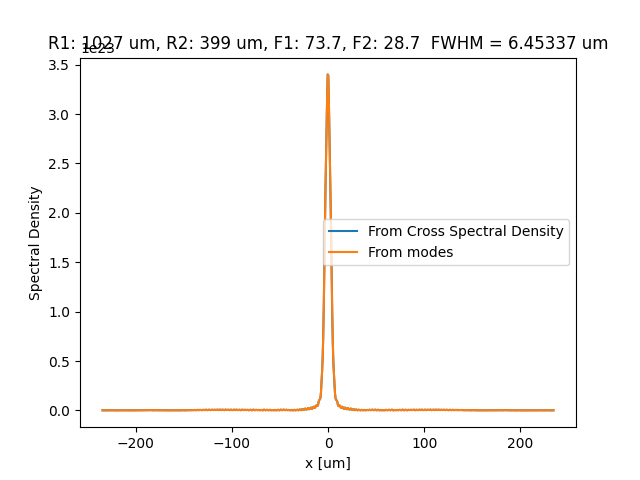 R1: 1027 um, R2: 399 um, F1: 73.7, F2: 28.7  FWHM = 6.45337 um
1e23
3.5
3.0
2.5
2.0
1.5
1.0
0.5
0.0
Spectral Density
From Cross Spectral Density
From modes
−200
−100
0
100
200
x [um]